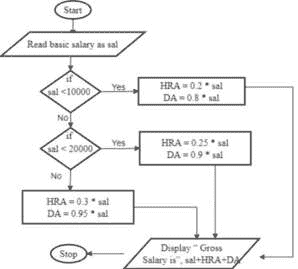 Start
Read basic salary as sal
if
sal <10000
Yes
HRA = 0.2 * sal
DA = 0.8 * sal
No
if
sal < 20000
Yes
HRA = 0.25 * sal
DA = 0.9 * sal
No
HRA = 0.3 * sal
DA = 0.95 * sal
Display " Gross
Salary is", sal+HRA+DA
Stop